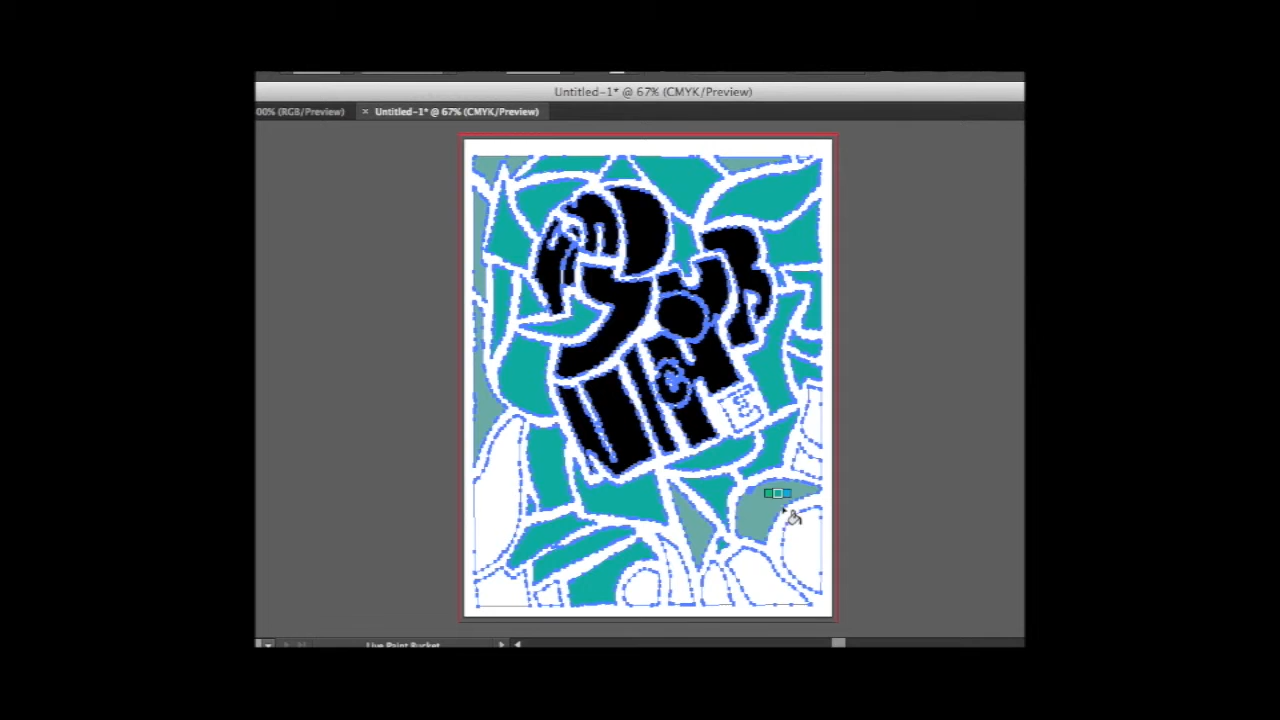 Untitled-1* @ 67% (CMYK/Preview)
00% (RGB/Preview) × Untitled-1* @ 67% (CMYK/Preview)
Live Paint Bucket